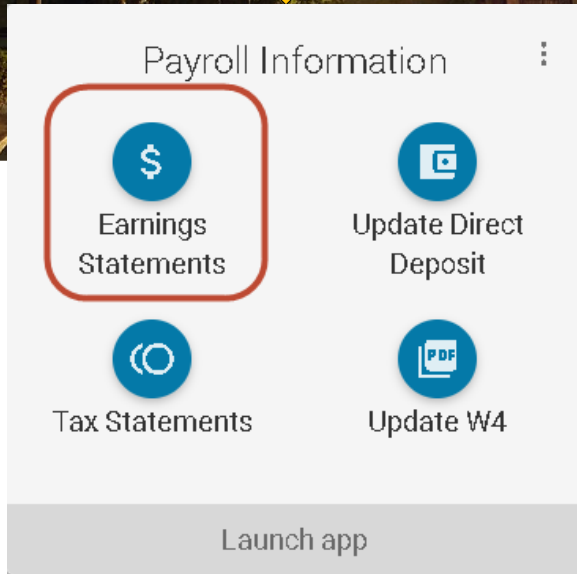 Payroll Information
$
Earnings
Statements
Update Direct
Deposit
Tax Statements
PDF
Update W4
Launch app